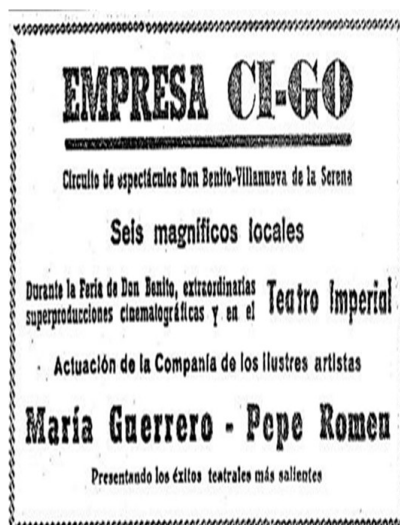 EMPRESA CI-GO
Circuito de espectáculos Don Benito-Villanueva de la Serena
Seis magníficos locales
Durante la Feria de Don Benito, extraordinarias
superproducciones cinematográficas y en el Teatro Imperial
Actuación de la Compañía de los ilustres artistas
María Guerrero - Pepe Romeu
Presentando los éxitos teatrales más salientes